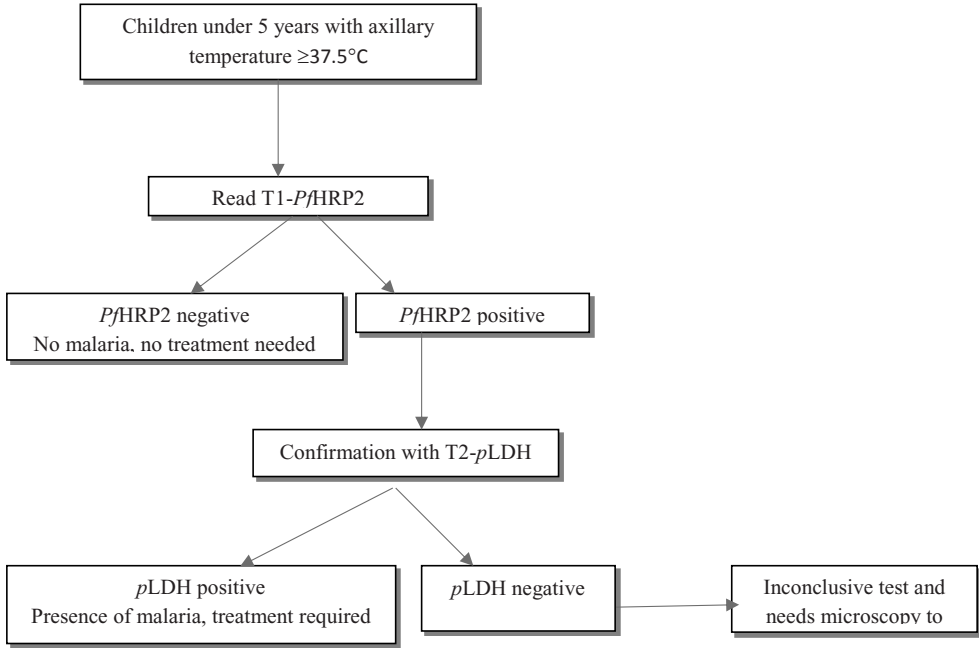 Children under 5 years with axillary
temperature ≥37.5°C
Read T1-PfHRP2
PfHRP2 negative
No malaria, no treatment needed
PfHRP2 positive
Confirmation with T2-pLDH
pLDH positive
Presence of malaria, treatment required
pLDH negative
Inconclusive test and
needs microscopy to